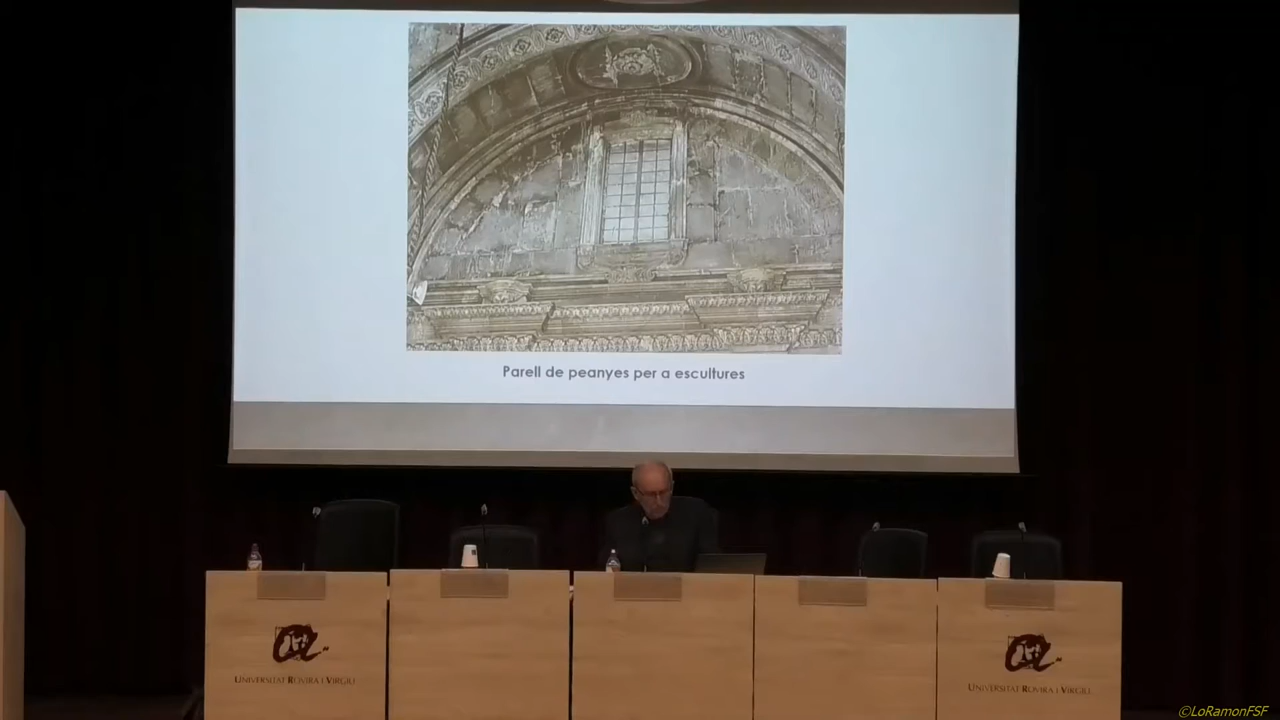 Parell de peanyes per a escultures
UNIVERSITAT ROVIRA I VIRGILI
UNIVERSITAT ROVIRA I VIRGILI
©LoRamonFSF